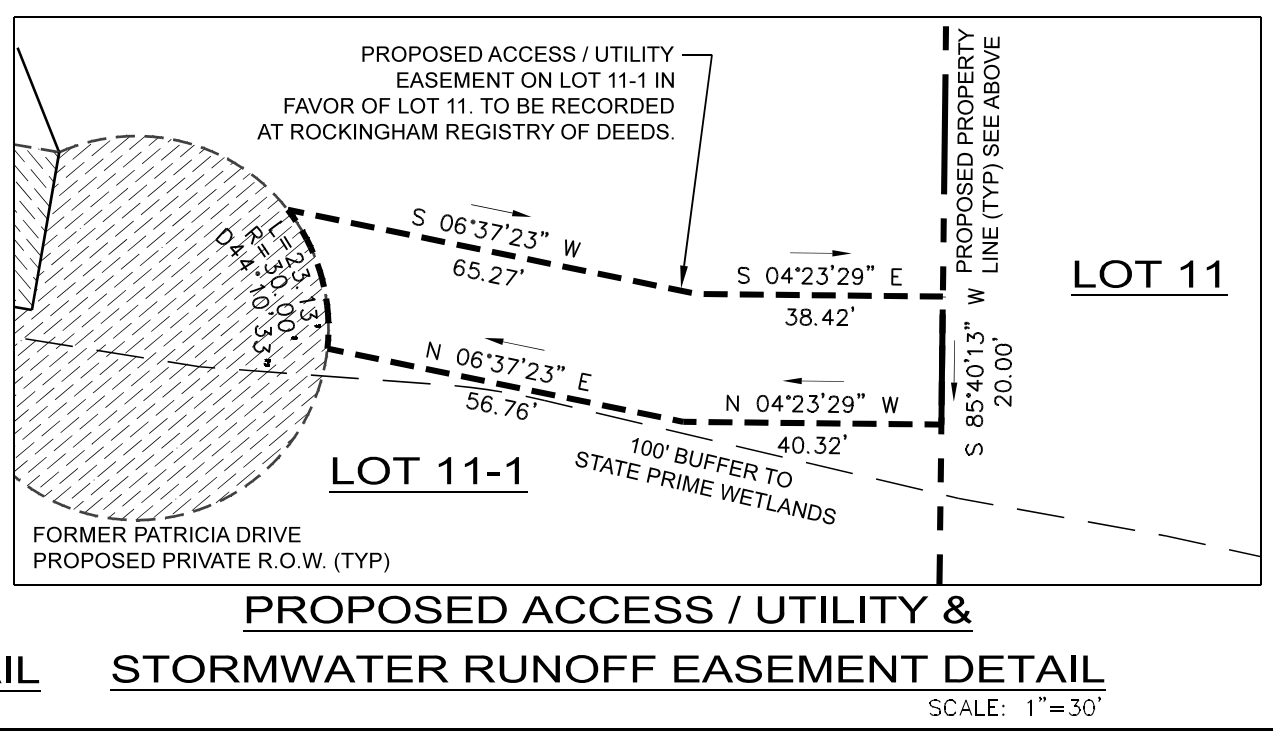 PROPOSED ACCESS / UTILITY
EASEMENT ON LOT 11-1 IN
FAVOR OF LOT 11. TO BE RECORDED
AT ROCKINGHAM REGISTRY OF DEEDS.
PROPOSED PROPERTY
LINE (TYP) SEE ABOVE
S 06°37'23" W
65.27'
S 04°23'29" E
38.42'
LOT 11
L=23.13'
R=30.00'
D44°10'33"
N 06°37'23" E
56.76'
N 04°23'29" W
40.32'
S 85°40'13" W
20.00'
100' BUFFER TO
STATE PRIME WETLANDS
LOT 11-1
FORMER PATRICIA DRIVE
PROPOSED PRIVATE R.O.W. (TYP)
PROPOSED ACCESS / UTILITY &
STORMWATER RUNOFF EASEMENT DETAIL
SCALE: 1"=30'